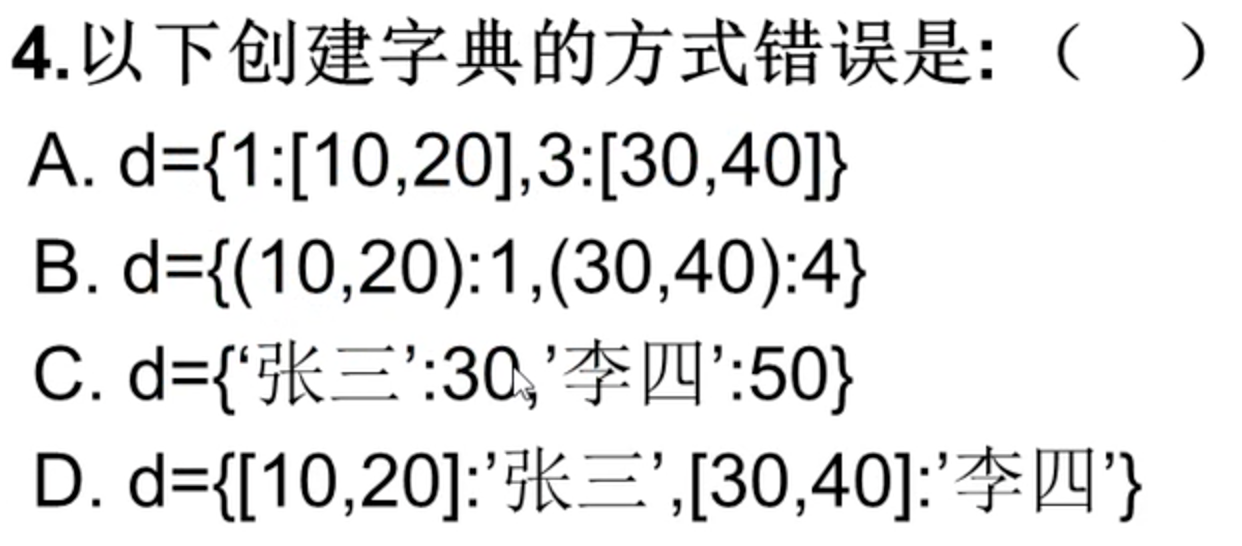 4.以下创建字典的方式错误是:（    ）
A. d={1:[10,20],3:[30,40]}
B. d={(10,20):1,(30,40):4}
C. d={‘张三’:30,’李四’:50}
D. d={[10,20]:’张三’,[30,40]:’李四’}